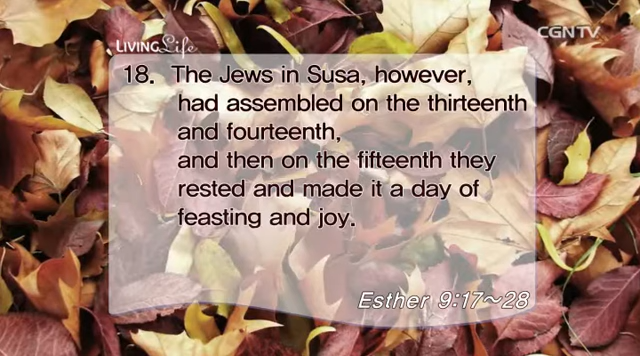 LIVING Life
CGNTV
18. The Jews in Susa, however,
had assembled on the thirteenth
and fourteenth,
and then on the fifteenth they
rested and made it a day of
feasting and joy.
Esther 9:17~28